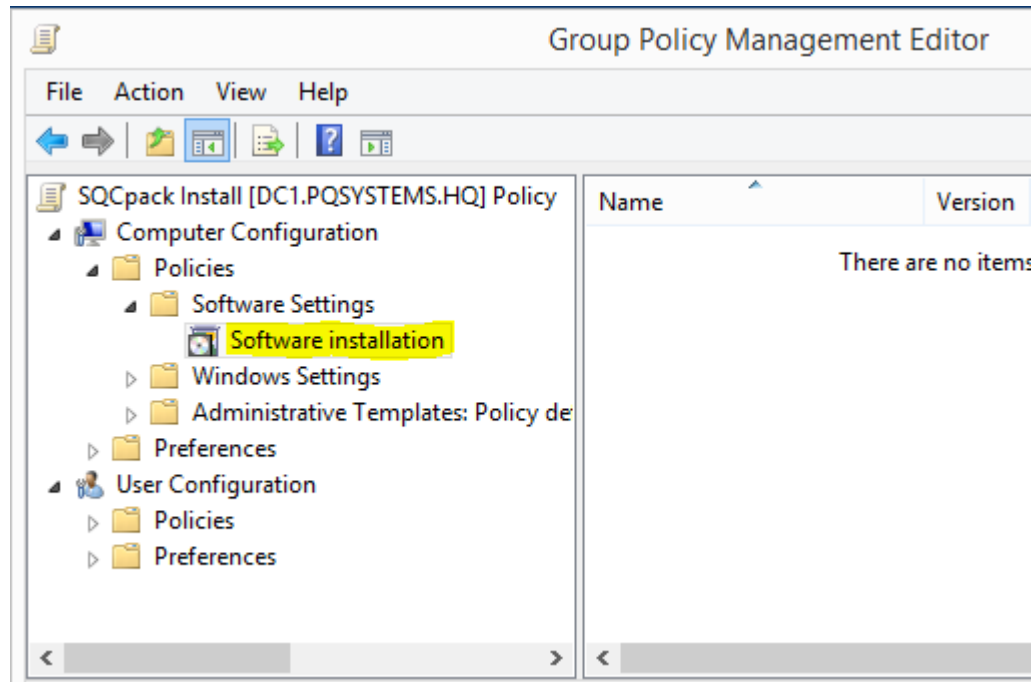 Group Policy Management Editor
File Action View Help
SQCpack Install [DC1.PQSYSTEMS.HQ] Policy
Computer Configuration
Policies
Software Settings
Software installation
Windows Settings
Administrative Templates: Policy de
Preferences
User Configuration
Policies
Preferences
Name Version
There are no items